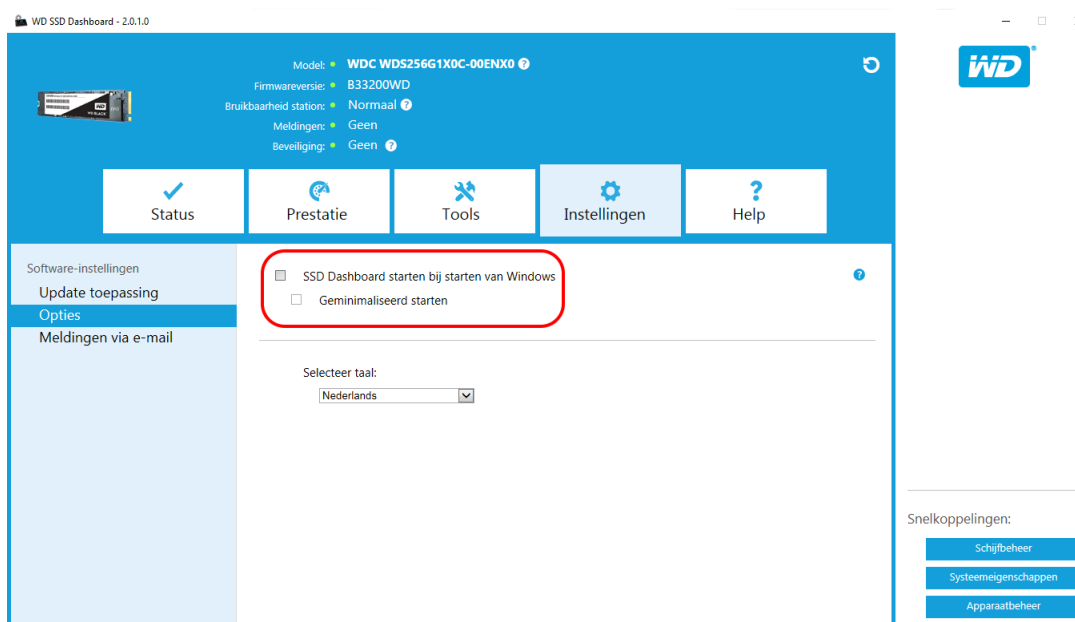 WD SSD Dashboard - 2.0.1.0
WD
Model: WDC WDS256G1X0C-00ENX0 ?
Firmwareversie: B33200WD
Bruikbaarheid station: Normaal ?
Meldingen: Geen
Beveiliging: Geen ?
Status
Prestatie
Tools
Instellingen
Help
Software-instellingen
Update toepassing
Opties
Meldingen via e-mail
SSD Dashboard starten bij starten van Windows
Geminimaliseerd starten
Selecteer taal:
Nederlands
Snelkoppelingen:
Schijfbeheer
Systeemeigenschappen
Apparaatbeheer